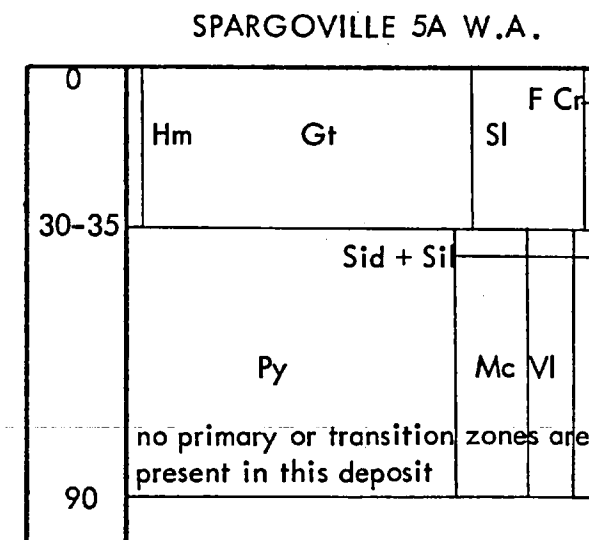 SPARGOVILLE 5A W.A.
0
F Cr
Hm Gt Sl
30-35
Sid + Sil
Py Mc Vl
no primary or transition zones are
present in this deposit
90